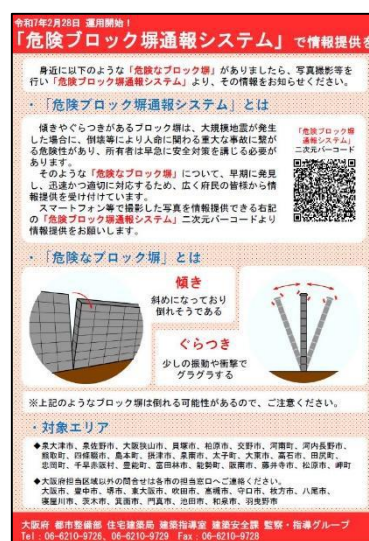 令和7年2月28日 運用開始！
「危険ブロック塀通報システム」で情報提供を
身近に以下のような「危険なブロック塀」がありましたら、写真撮影等を
行い「危険ブロック塀通報システム」より、その情報をお知らせください。
・「危険ブロック塀通報システム」とは
傾きやぐらつきがあるブロック塀は、大規模地震が発生
した場合に、倒壊等により人命に関わる重大な事故に繋が
る危険性があり、所有者は早急に安全対策を講じる必要が
あります。
そのような「危険なブロック塀」について、早期に発見
し、迅速かつ適切に対応するため、広く府民の皆様から情
報提供を受け付けています。
スマートフォン等で撮影した写真を情報提供できる右記
の「危険ブロック塀通報システム」二次元バーコードより
情報提供をお願いします。
「危険ブロック塀
通報システム」
二次元バーコード
・「危険なブロック塀」とは
傾き
斜めになっており
倒れそうである
ぐらつき
少しの振動や衝撃で
グラグラする
※上記のようなブロック塀は倒れる可能性があるので、ご注意ください。
・対象エリア
◆泉大津市、泉佐野市、大阪狭山市、貝塚市、柏原市、交野市、河南町、河内長野市、
熊取町、四條畷市、島本町、摂津市、泉南市、太子町、大東市、高石市、田尻町、
忠岡町、千早赤阪村、豊能町、富田林市、能勢町、阪南市、藤井寺市、松原市、岬町
◆大阪府担当区域以外の問合せは各市の担当窓口へご連絡ください。
大阪市、豊中市、堺市、東大阪市、吹田市、高槻市、守口市、枚方市、八尾市、
寝屋川市、茨木市、箕面市、門真市、池田市、和泉市、羽曳野市
大阪府 都市整備部 住宅建築局 建築指導室 建築安全課 監察・指導グループ
Tel：06-6210-9726、06-6210-9729 Fax：06-6210-9728